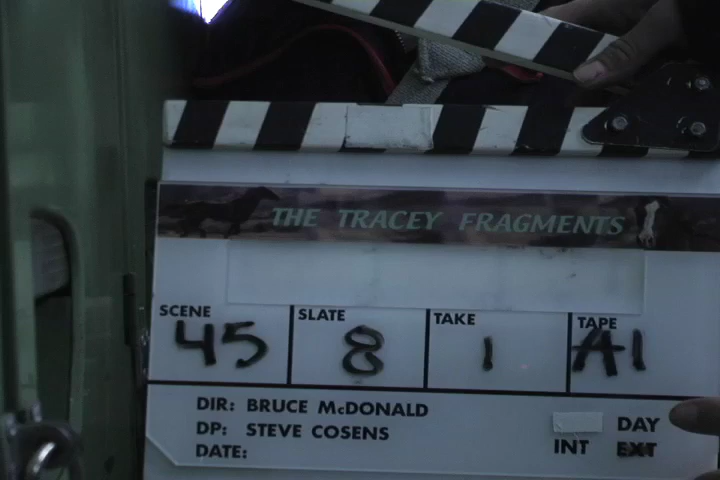 THE TRACEY FRAGMENTS
SCENE SLATE TAKE TAPE
45 8 1 A1
DIR: BRUCE McDONALD
DP: STEVE COSENS DAY
DATE: INT EXT